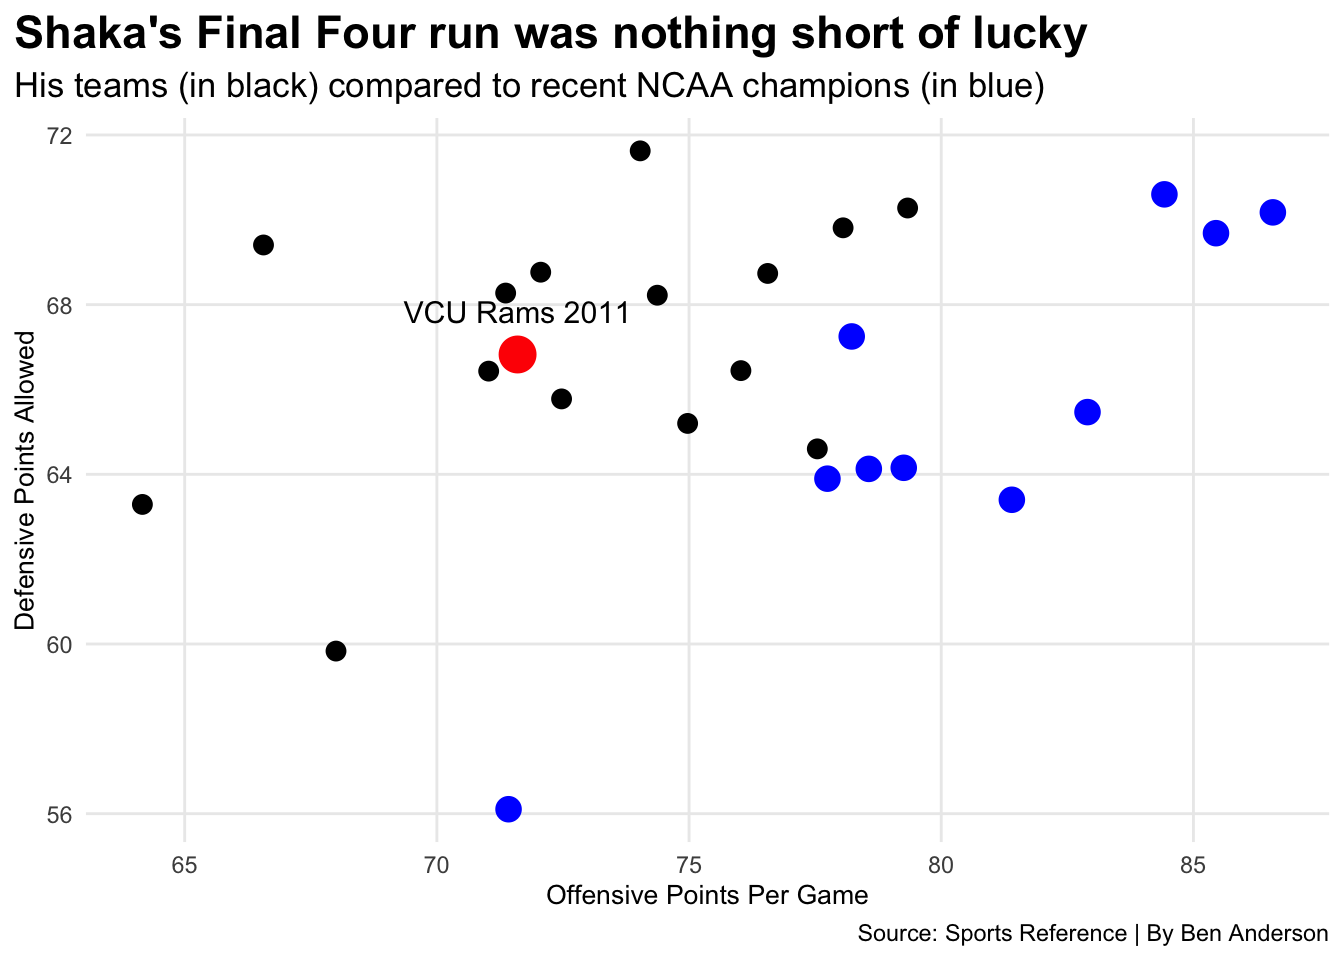 Shaka's Final Four run was nothing short of lucky
His teams (in black) compared to recent NCAA champions (in blue)
72
68
64
60
56
Defensive Points Allowed
VCU Rams 2011
65 70 75 80 85
Offensive Points Per Game
Source: Sports Reference | By Ben Anderson